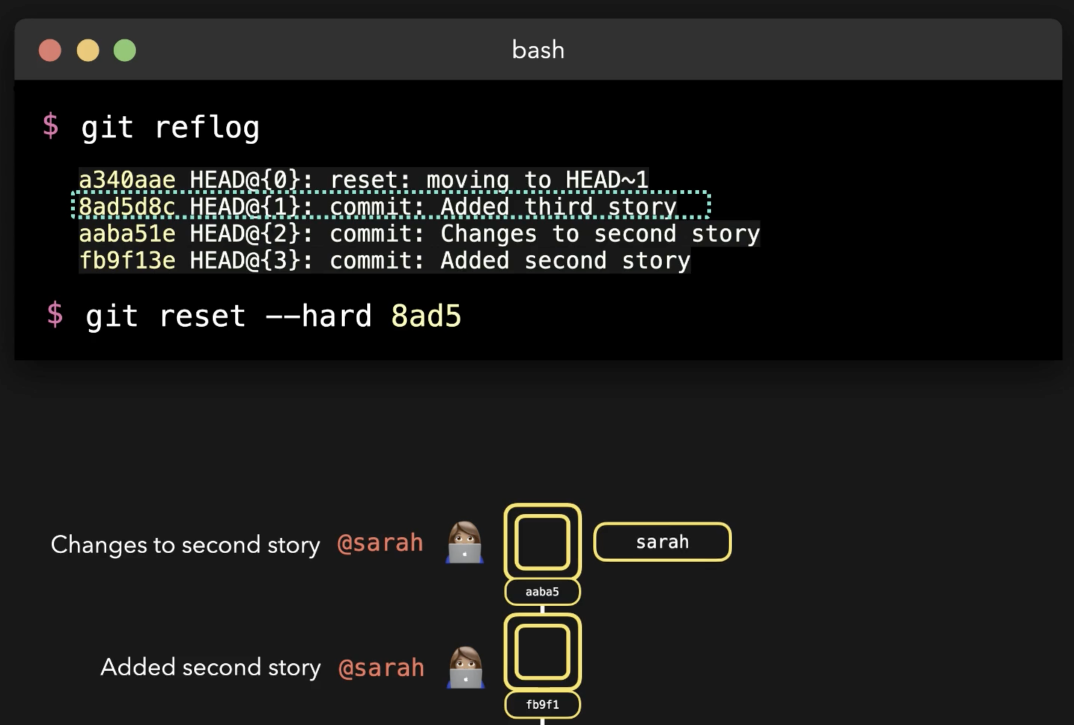 bash
$ git reflog
a340aae HEAD@{0}: reset: moving to HEAD~1
8ad5d8c HEAD@{1}: commit: Added third story
aaba51e HEAD@{2}: commit: Changes to second story
fb9f13e HEAD@{3}: commit: Added second story
$ git reset --hard 8ad5
Changes to second story @sarah sarah
aaba5
Added second story @sarah
fb9f1